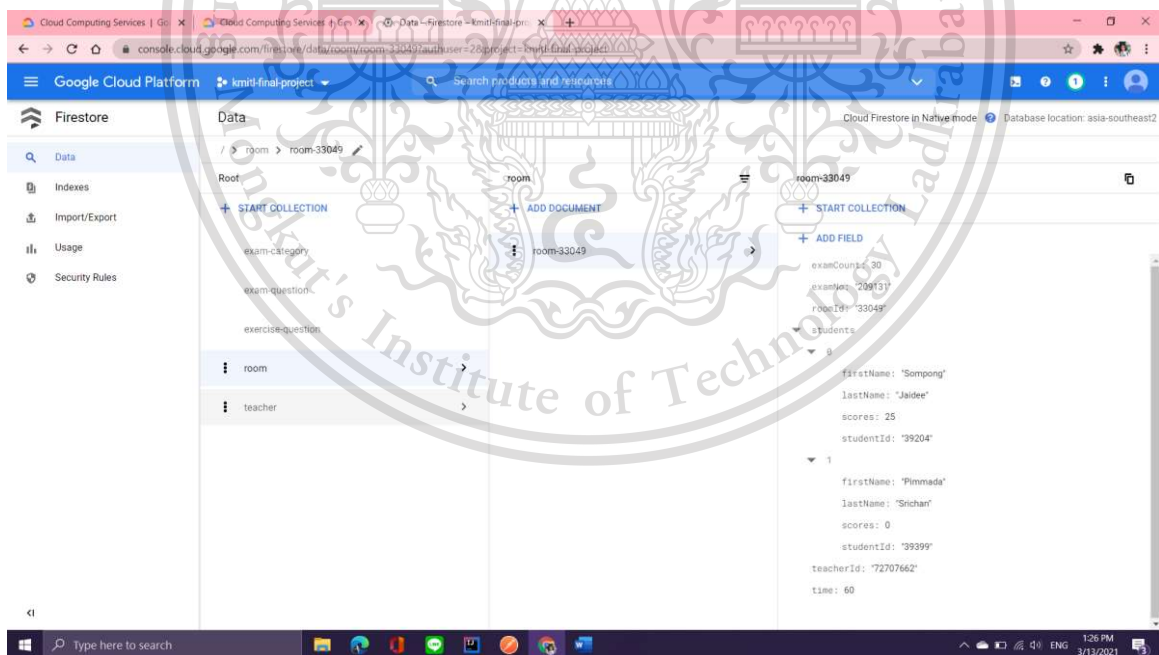 Cloud Computing Services | Go
Cloud Computing Services | Goo
Data – Firestore – kmitl-final-pro
console.cloud.google.com/firestore/data/room/room-33049?authuser=2&project=kmitl-final-project
Google Cloud Platform
kmitl-final-project
Search products and resources
1
Firestore
Data
Cloud Firestore in Native mode
Database location: asia-southeast2
Data
Indexes
Import/Export
Usage
Security Rules
/ > room > room-33049
Root
START COLLECTION
exam-category
exam-question
exercise-question
room
teacher
room
ADD DOCUMENT
room-33049
room-33049
START COLLECTION
ADD FIELD
examCount: 30
examNo: "209131"
roomId: "33049"
students
0
firstName: "Sompong"
lastName: "Jaidee"
scores: 25
studentId: "39204"
1
firstName: "Pimmada"
lastName: "Srichan"
scores: 0
studentId: "39399"
teacherId: "72707662"
time: 60
King Mongkut's Institute of Technology Ladkrabang
Type here to search
ENG
1:26 PM
3/13/2021